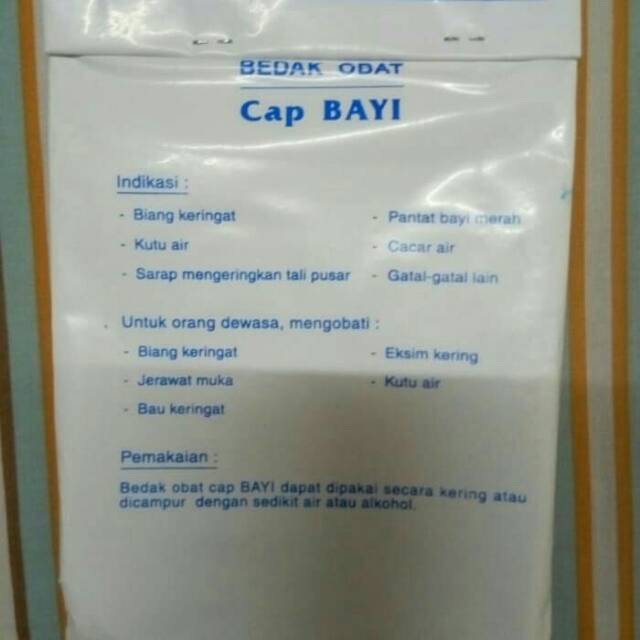 BEDAK OBAT
Cap BAYI
Indikasi :
- Biang keringat - Pantat bayi merah
- Kutu air - Cacar air
- Sarap mengeringkan tali pusar - Gatal-gatal lain
Untuk orang dewasa, mengobati :
- Biang keringat - Eksim kering
- Jerawat muka - Kutu air
- Bau keringat
Pemakaian :
Bedak obat cap BAYI dapat dipakai secara kering atau
dicampur dengan sedikit air atau alkohol.